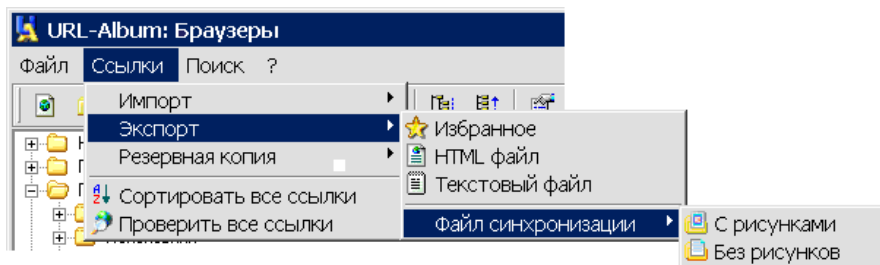 URL-Album: Браузеры
Файл Ссылки Поиск ?
Импорт
Экспорт
Резервная копия
Сортировать все ссылки
Проверить все ссылки
Избранное
HTML файл
Текстовый файл
Файл синхронизации
С рисунками
Без рисунков